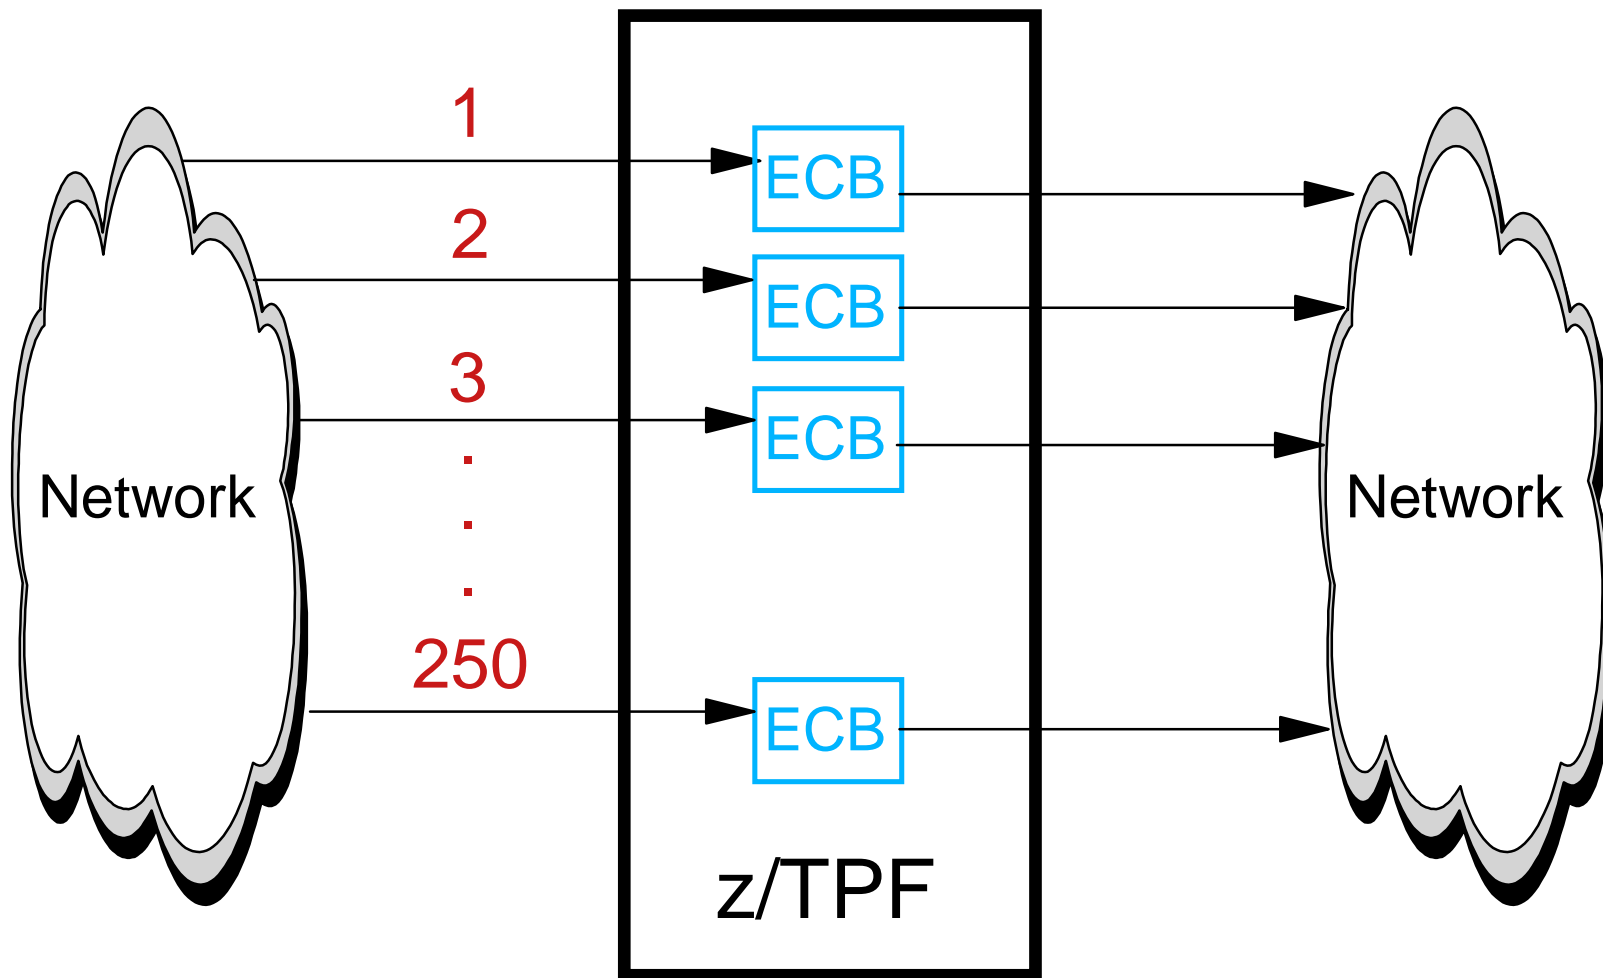 1
ECB
2
ECB
3
ECB
.
.
.
Network
Network
250
ECB
z/TPF